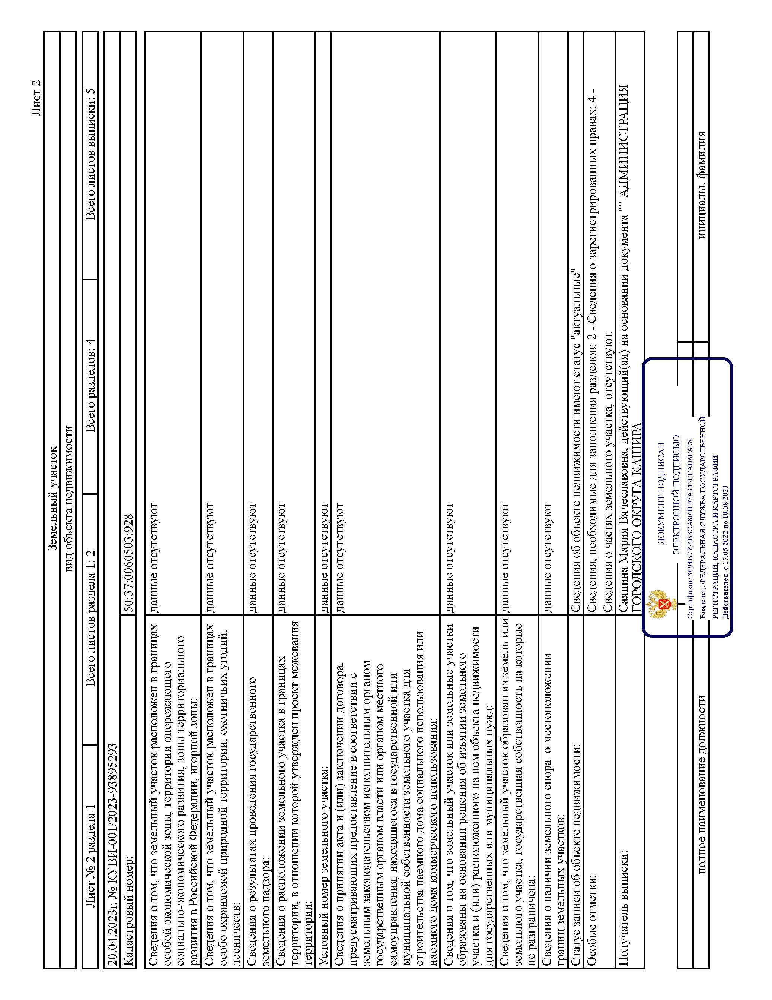 Лист 2
Земельный участок
вид объекта недвижимости
Лист № 2 раздела 1
Всего листов раздела 1: 2
Всего разделов: 4
Всего листов выписки: 5
20.04.2023г. № КУВИ-001/2023-93895293
Кадастровый номер:
50:37:0060503:928
Сведения о том, что земельный участок расположен в границах
особой экономической зоны, территории опережающего
социально-экономического развития, зоны территориального
развития в Российской Федерации, игорной зоны:
данные отсутствуют
Сведения о том, что земельный участок расположен в границах
особо охраняемой природной территории, охотничьих угодий,
лесничеств:
данные отсутствуют
Сведения о результатах проведения государственного
земельного надзора:
данные отсутствуют
Сведения о расположении земельного участка в границах
территории, в отношении которой утвержден проект межевания
территории:
данные отсутствуют
Условный номер земельного участка:
данные отсутствуют
Сведения о принятии акта и (или) заключении договора,
предусматривающих предоставление в соответствии с
земельным законодательством исполнительным органом
государственным органом власти или органом местного
самоуправления, находящегося в государственной или
муниципальной собственности земельного участка для
строительства наемного дома социального использования или
наемного дома коммерческого использования:
данные отсутствуют
Сведения о том, что земельный участок или земельные участки
образованы на основании решения об изъятии земельного
участка и (или) расположенного на нем объекта недвижимости
для государственных или муниципальных нужд:
данные отсутствуют
Сведения о том, что земельный участок образован из земель или
земельного участка, государственная собственность на которые
не разграничена:
данные отсутствуют
Сведения о наличии земельного спора о местоположении
границ земельных участков:
данные отсутствуют
Статус записи об объекте недвижимости:
Сведения об объекте недвижимости имеют статус "актуальные"
Особые отметки:
Сведения, необходимые для заполнения разделов: 2 - Сведения о зарегистрированных правах; 4 -
Сведения о частях земельного участка, отсутствуют.
Получатель выписки:
Саяпина Мария Вячеславовна, действующий(ая) на основании документа "" АДМИНИСТРАЦИЯ
ГОРОДСКОГО ОКРУГА КАШИРА
ДОКУМЕНТ ПОДПИСАН
ЭЛЕКТРОННОЙ ПОДПИСЬЮ
Сертификат: 3094B7974B3CA8E1F07A347CFAD6FA78
Владелец: ФЕДЕРАЛЬНАЯ СЛУЖБА ГОСУДАРСТВЕННОЙ
РЕГИСТРАЦИИ, КАДАСТРА И КАРТОГРАФИИ
Действителен: с 17.05.2022 по 10.08.2023
полное наименование должности
инициалы, фамилия